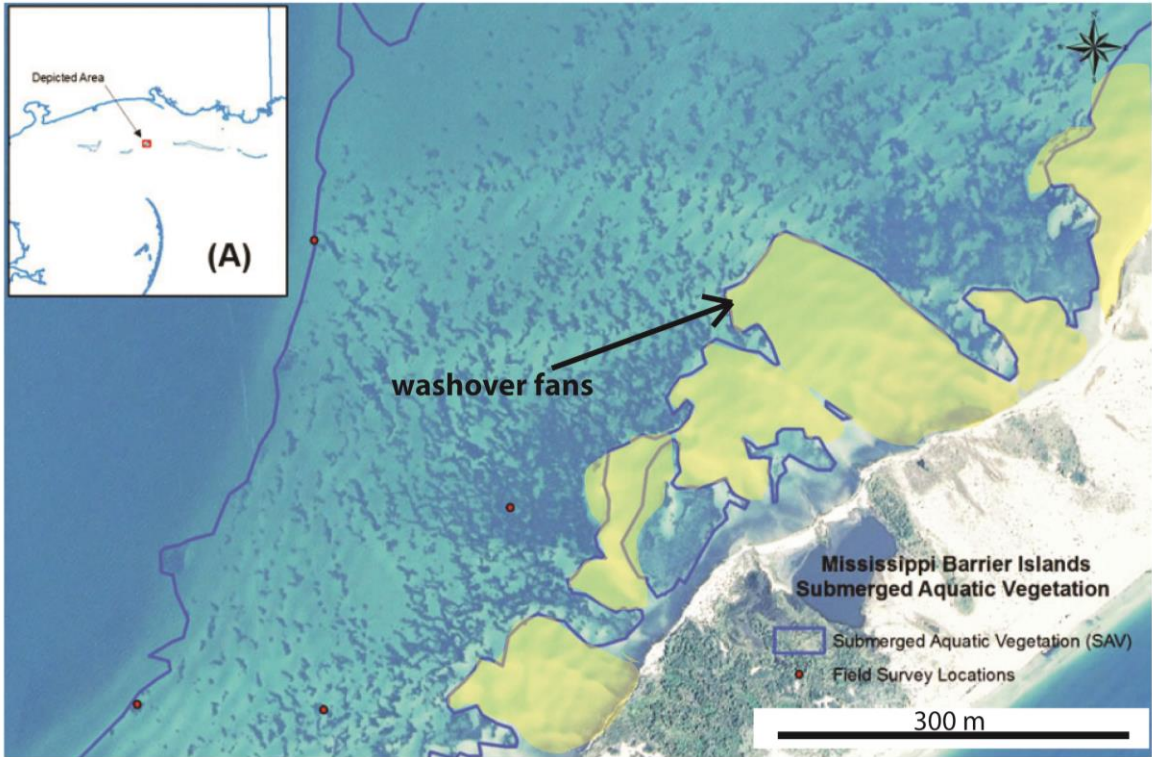 Depicted Area
(A)
washover fans
Mississippi Barrier Islands
Submerged Aquatic Vegetation
Submerged Aquatic Vegetation (SAV)
Field Survey Locations
300 m